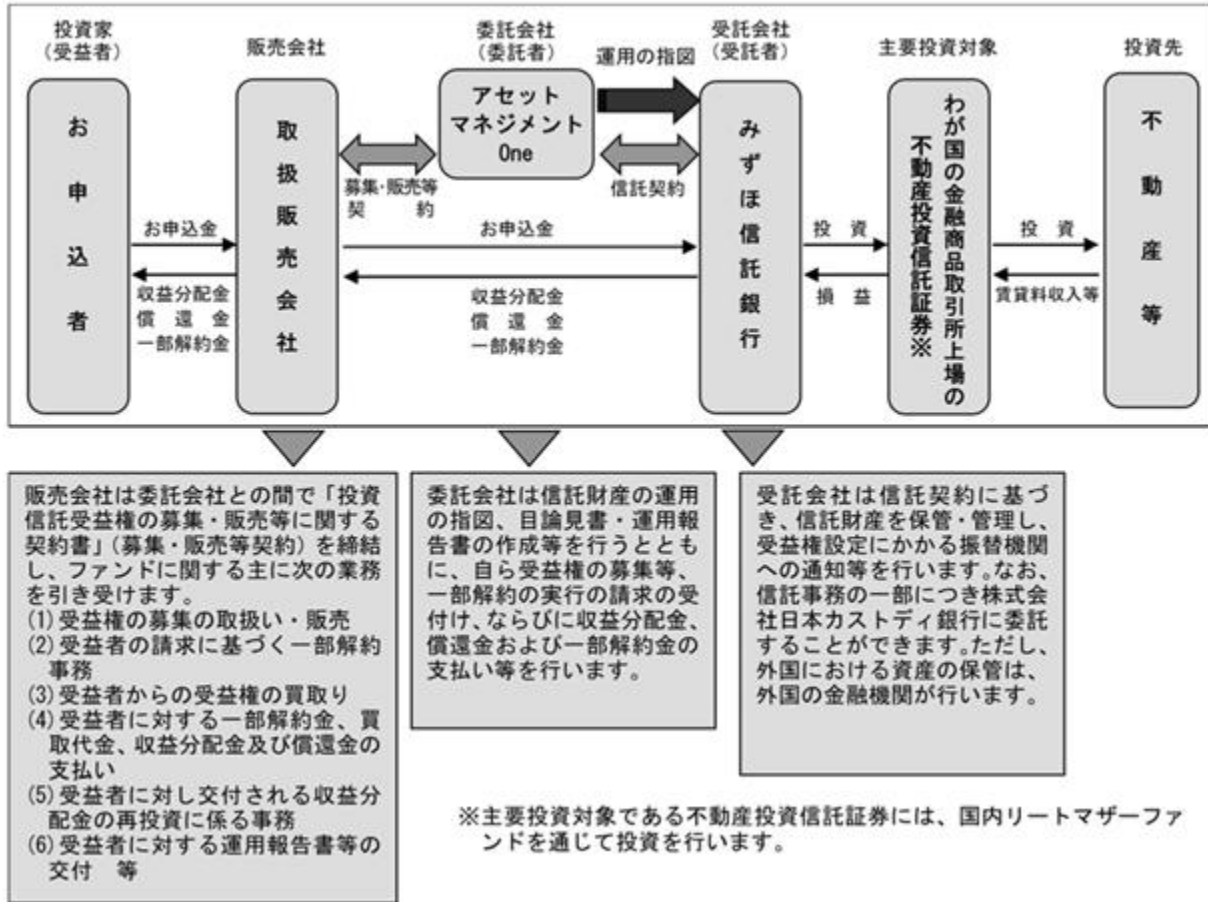 投資家
(受益者)
販売会社
委託会社
(委託者)
運用の指図
受託会社
(受託者)
主要投資対象
投資先
お申込者
取扱販売会社
アセット
マネジメント
One
みずほ信託銀行
わが国の金融商品取引所上場の
不動産投資信託証券※
不動産等
募集・販売等
契　約
信託契約
お申込金
収益分配金
償　還　金
一部解約金
お申込金
収益分配金
償　還　金
一部解約金
投　資
損　益
投　資
賃貸料収入等
販売会社は委託会社との間で「投資
信託受益権の募集・販売等に関する
契約書」(募集・販売等契約)を締結
し、ファンドに関する主に次の業務
を引き受けます。
(1)受益権の募集の取扱い・販売
(2)受益者の請求に基づく一部解約
事務
(3)受益者からの受益権の買取り
(4)受益者に対する一部解約金、買
取代金、収益分配金及び償還金の
支払い
(5)受益者に対し交付される収益分
配金の再投資に係る事務
(6)受益者に対する運用報告書等の
交付　等
委託会社は信託財産の運用
の指図、目論見書・運用報
告書の作成等を行うととも
に、自ら受益権の募集等、
一部解約の実行の請求の受
付け、ならびに収益分配金、
償還金および一部解約金の
支払い等を行います。
受託会社は信託契約に基づ
き、信託財産を保管・管理し、
受益権設定にかかる振替機関
への通知等を行います。なお、
信託事務の一部につき株式会
社日本カストディ銀行に委託
することができます。ただし、
外国における資産の保管は、
外国の金融機関が行います。
※主要投資対象である不動産投資信託証券には、国内リートマザーファ
ンドを通じて投資を行います。